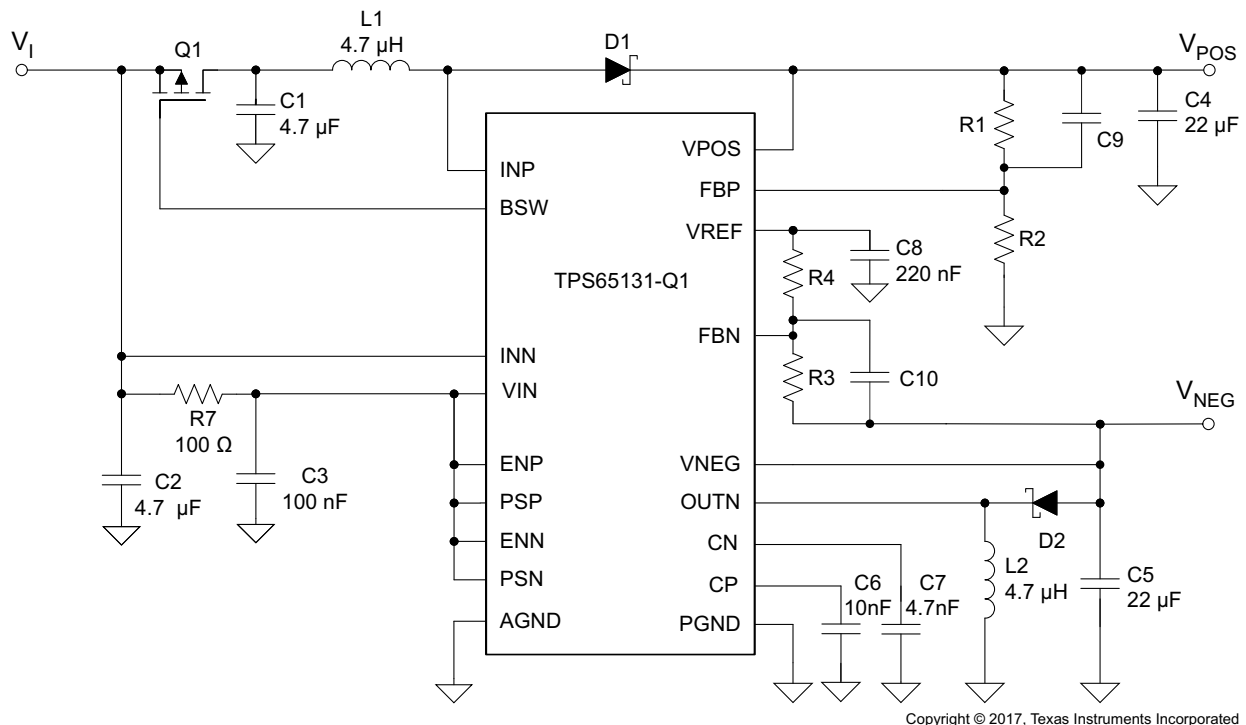 V_I
Q1
L1
4.7 µH
D1
V_POS
C1
4.7 µF
R1
C9
C4
22 µF
INP
BSW
VPOS
FBP
VREF
TPS65131-Q1
R4
C8
220 nF
R2
FBN
R3
C10
INN
VIN
R7
100 Ω
V_NEG
C2
4.7 µF
C3
100 nF
ENP
PSP
ENN
PSN
AGND
VNEG
OUTN
CN
CP
PGND
D2
L2
4.7 µH
C5
22 µF
C6
10nF
C7
4.7nF
Copyright © 2017, Texas Instruments Incorporated